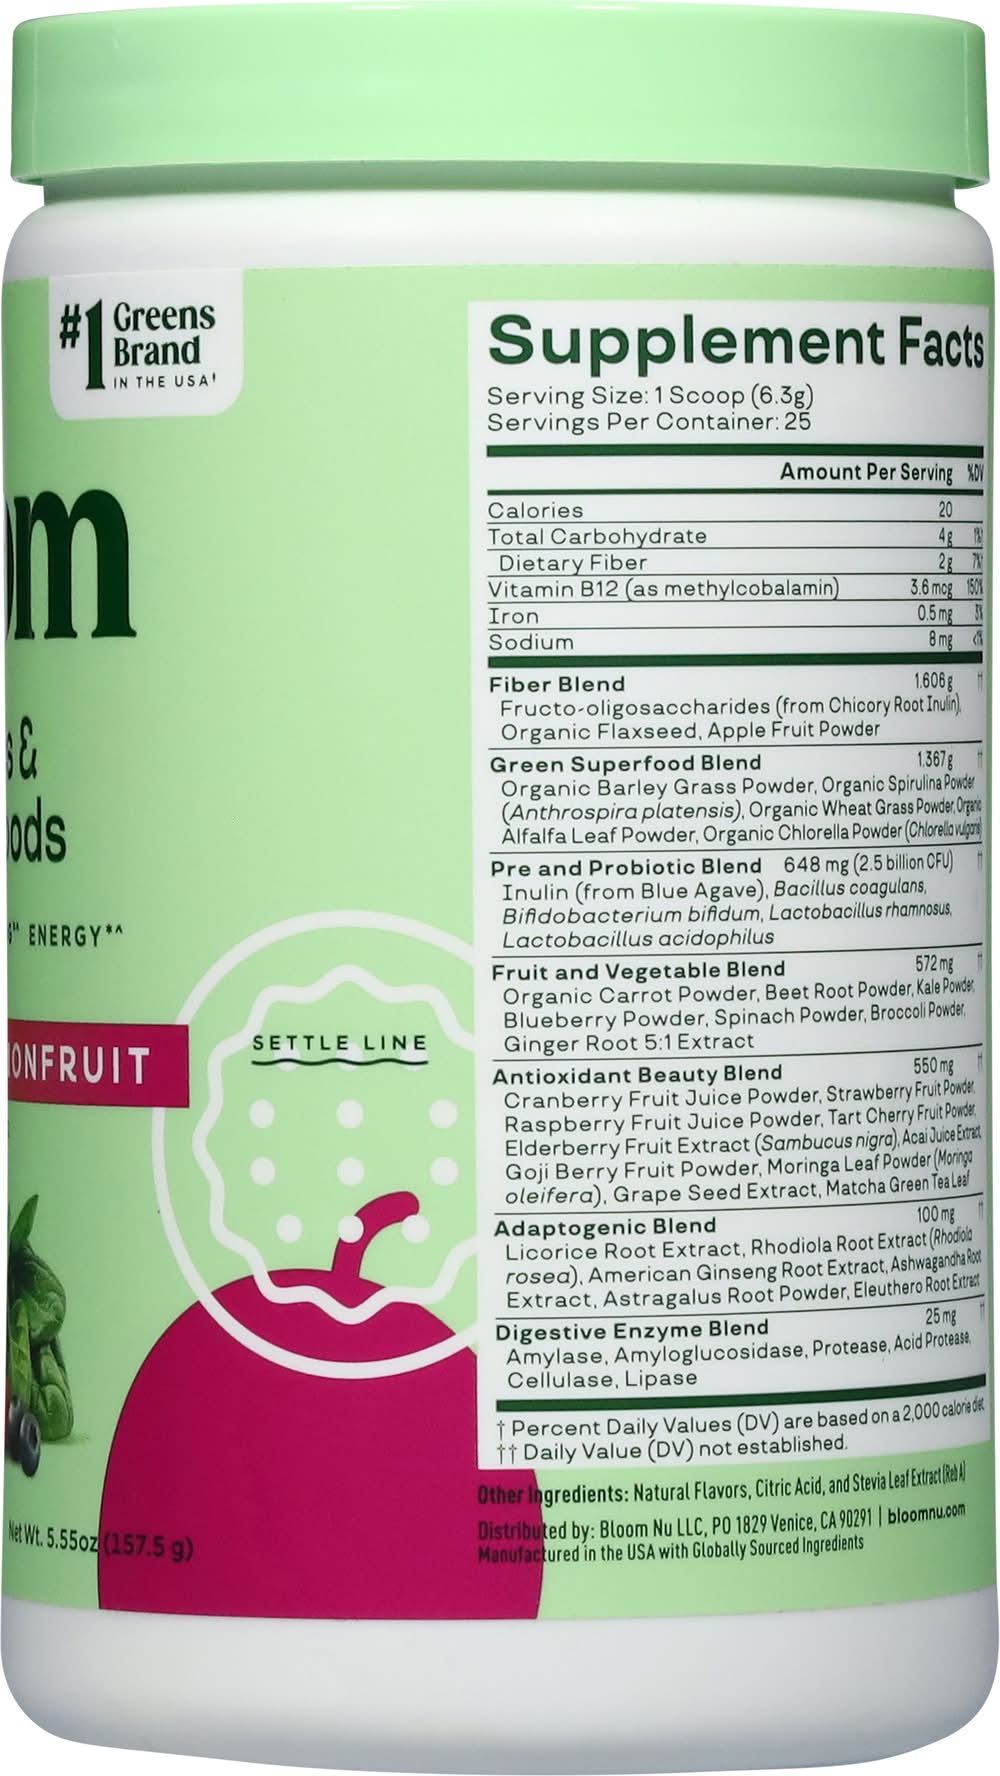 #1 Greens
Brand
IN THE USA†
om
s &
oods
ENERGY*^
IONFRUIT
SETTLE LINE
Net Wt. 5.55oz (157.5 g)
Supplement Facts
Serving Size: 1 Scoop (6.3g)
Servings Per Container: 25
Amount Per Serving %DV
Calories 20
Total Carbohydrate 4g 1%†
Dietary Fiber 2g 7%†
Vitamin B12 (as methylcobalamin) 3.6 mcg 150%
Iron 0.5 mg 3%
Sodium 8 mg <1%
Fiber Blend 1.606 g ††
Fructo-oligosaccharides (from Chicory Root Inulin),
Organic Flaxseed, Apple Fruit Powder
Green Superfood Blend 1.367 g ††
Organic Barley Grass Powder, Organic Spirulina Powder
(Anthrospira platensis), Organic Wheat Grass Powder, Organic
Alfalfa Leaf Powder, Organic Chlorella Powder (Chlorella vulgaris)
Pre and Probiotic Blend 648 mg (2.5 billion CFU) ††
Inulin (from Blue Agave), Bacillus coagulans,
Bifidobacterium bifidum, Lactobacillus rhamnosus,
Lactobacillus acidophilus
Fruit and Vegetable Blend 572 mg ††
Organic Carrot Powder, Beet Root Powder, Kale Powder,
Blueberry Powder, Spinach Powder, Broccoli Powder,
Ginger Root 5:1 Extract
Antioxidant Beauty Blend 550 mg ††
Cranberry Fruit Juice Powder, Strawberry Fruit Powder,
Raspberry Fruit Juice Powder, Tart Cherry Fruit Powder,
Elderberry Fruit Extract (Sambucus nigra), Acai Juice Extract,
Goji Berry Fruit Powder, Moringa Leaf Powder (Moringa
oleifera), Grape Seed Extract, Matcha Green Tea Leaf
Adaptogenic Blend 100 mg ††
Licorice Root Extract, Rhodiola Root Extract (Rhodiola
rosea), American Ginseng Root Extract, Ashwagandha Root
Extract, Astragalus Root Powder, Eleuthero Root Extract
Digestive Enzyme Blend 25 mg ††
Amylase, Amyloglucosidase, Protease, Acid Protease,
Cellulase, Lipase
† Percent Daily Values (DV) are based on a 2,000 calorie diet.
†† Daily Value (DV) not established.
Other Ingredients: Natural Flavors, Citric Acid, and Stevia Leaf Extract (Reb A)
Distributed by: Bloom Nu LLC, PO 1829 Venice, CA 90291 | bloomnu.com
Manufactured in the USA with Globally Sourced Ingredients